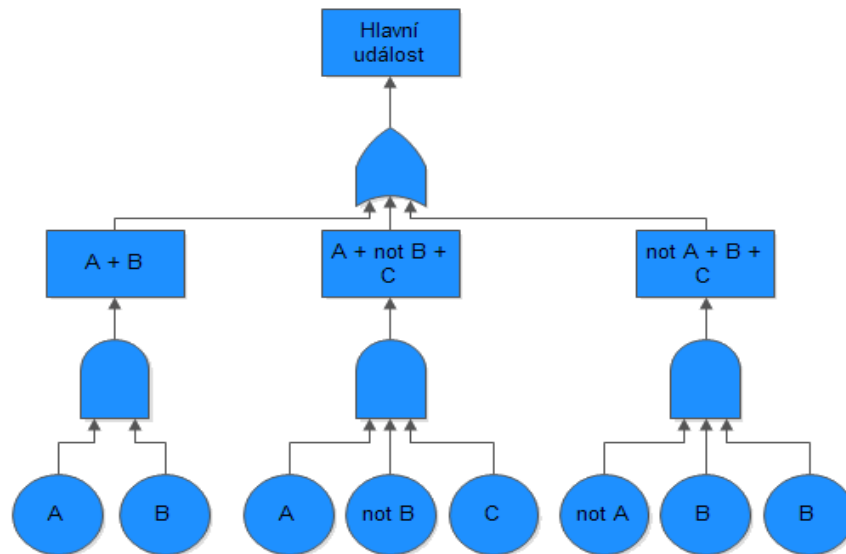 Hlavní
událost
A + B
A + not B +
C
not A + B +
C
A
B
A
not B
C
not A
B
B